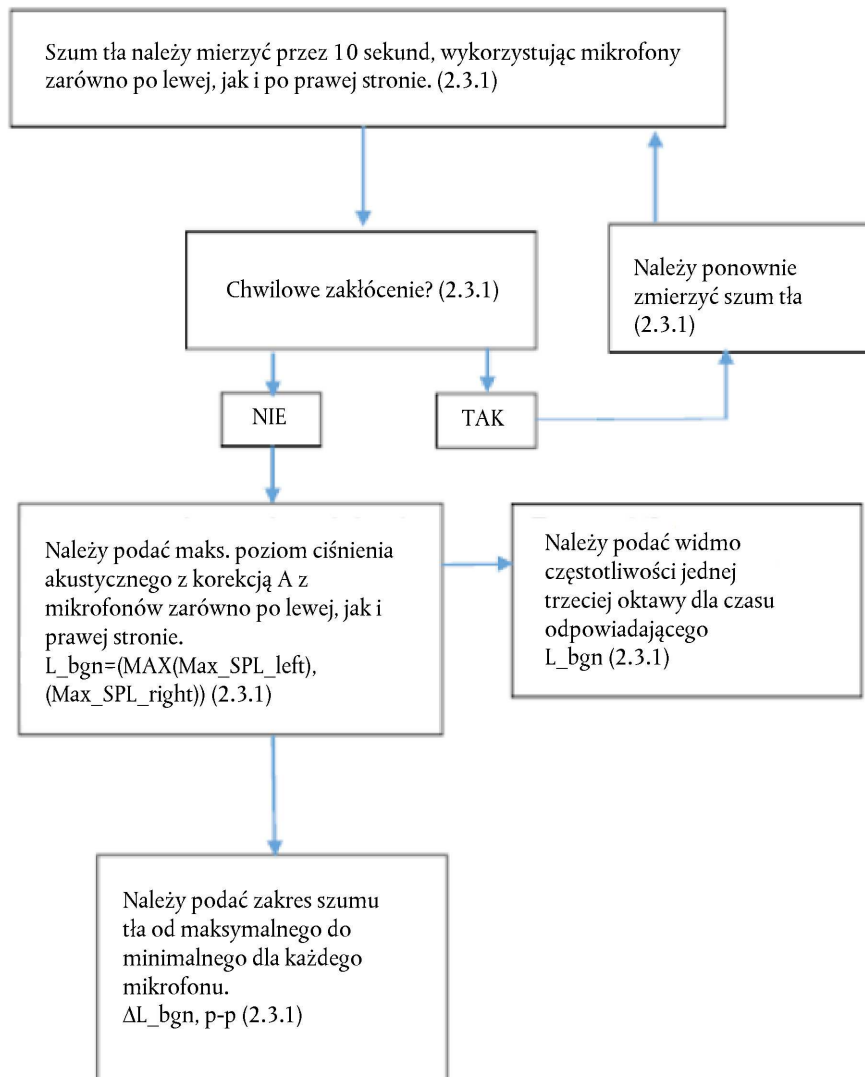 Szum tła należy mierzyć przez 10 sekund, wykorzystując mikrofony
zarówno po lewej, jak i po prawej stronie. (2.3.1)
Chwilowe zakłócenie? (2.3.1)
Należy ponownie
zmierzyć szum tła
(2.3.1)
NIE
TAK
Należy podać maks. poziom ciśnienia
akustycznego z korekcją A z
mikrofonów zarówno po lewej, jak i
prawej stronie.
L_bgn=(MAX(Max_SPL_left),
(Max_SPL_right)) (2.3.1)
Należy podać widmo
częstotliwości jednej
trzeciej oktawy dla czasu
odpowiadającego
L_bgn (2.3.1)
Należy podać zakres szumu
tła od maksymalnego do
minimalnego dla każdego
mikrofonu.
ΔL_bgn, p-p (2.3.1)